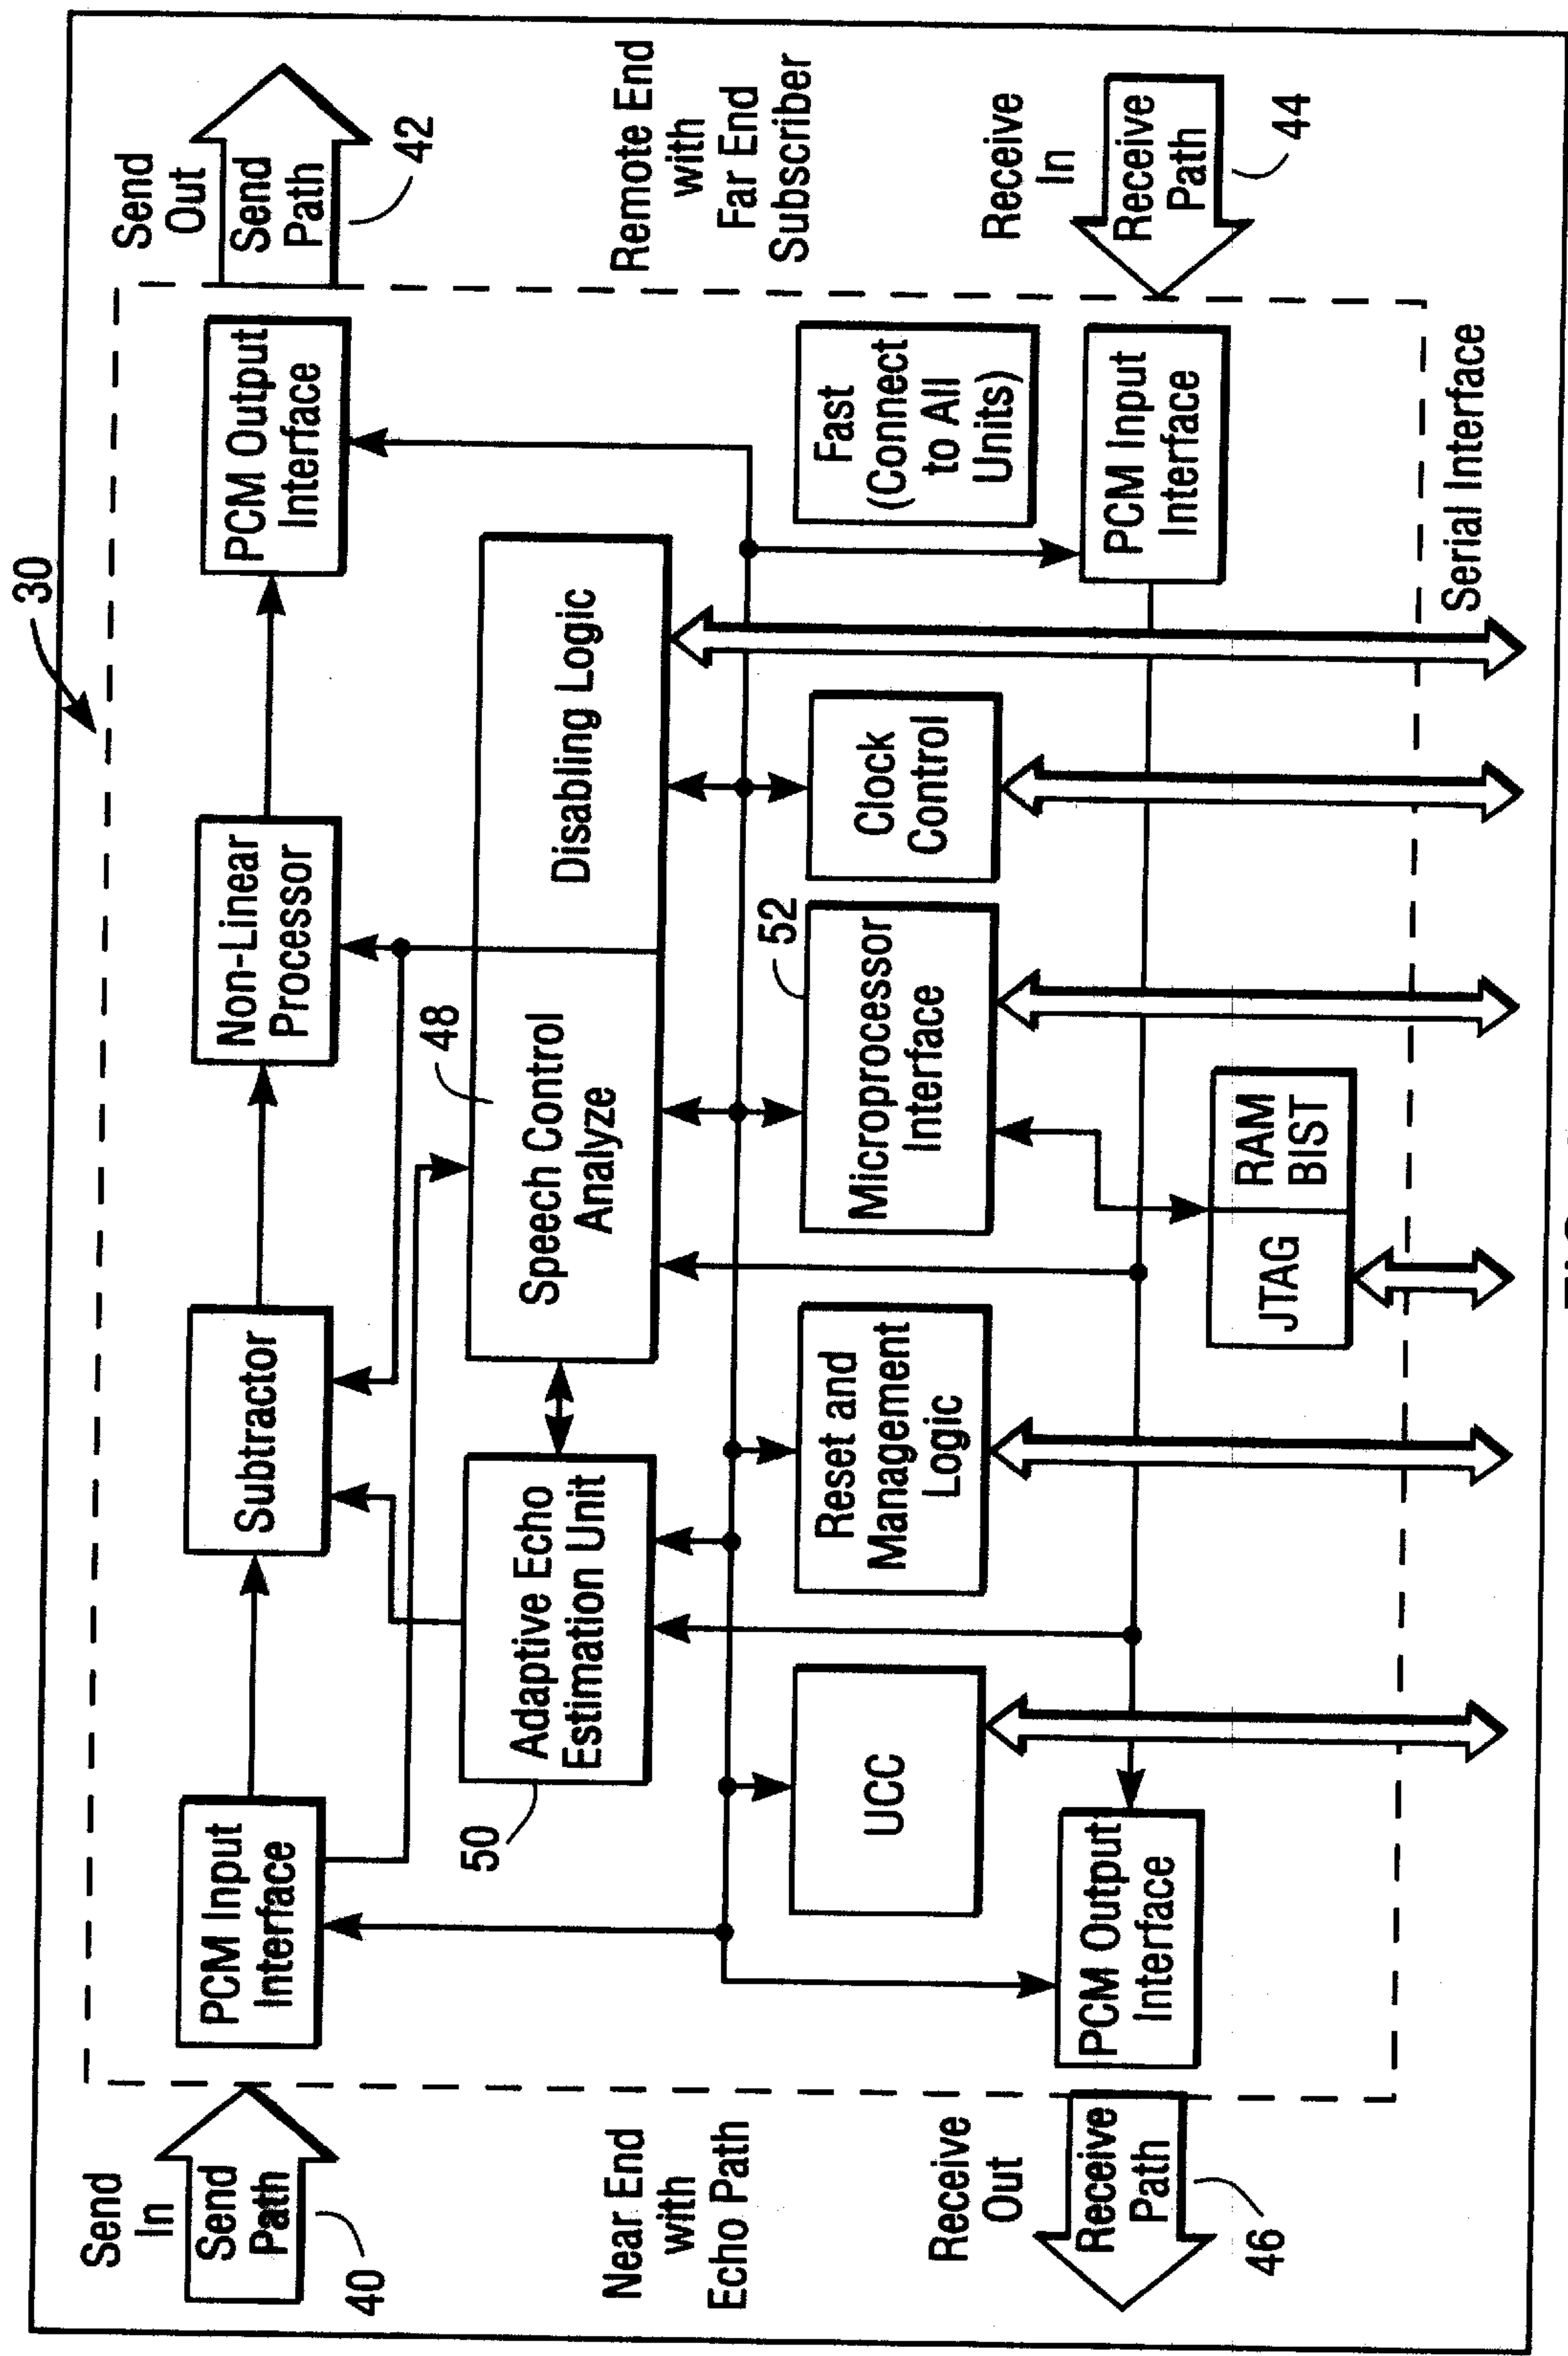 30
Send
In
Send
Path
40
PCM Input
Interface
Subtractor
Non-Linear
Processor
PCM Output
Interface
Send
Out
Send
Path
42
Near End
with
Echo Path
50
Adaptive Echo
Estimation Unit
48
Speech Control
Analyze
Disabling Logic
Remote End
with
Far End
Subscriber
UCC
Reset and
Management
Logic
52
Microprocessor
Interface
Clock
Control
Fast
(Connect
to All
Units)
Receive
Out
Receive
Path
46
PCM Output
Interface
JTAG
RAM
BIST
PCM Input
Interface
Receive
In
Receive
Path
44
Serial Interface